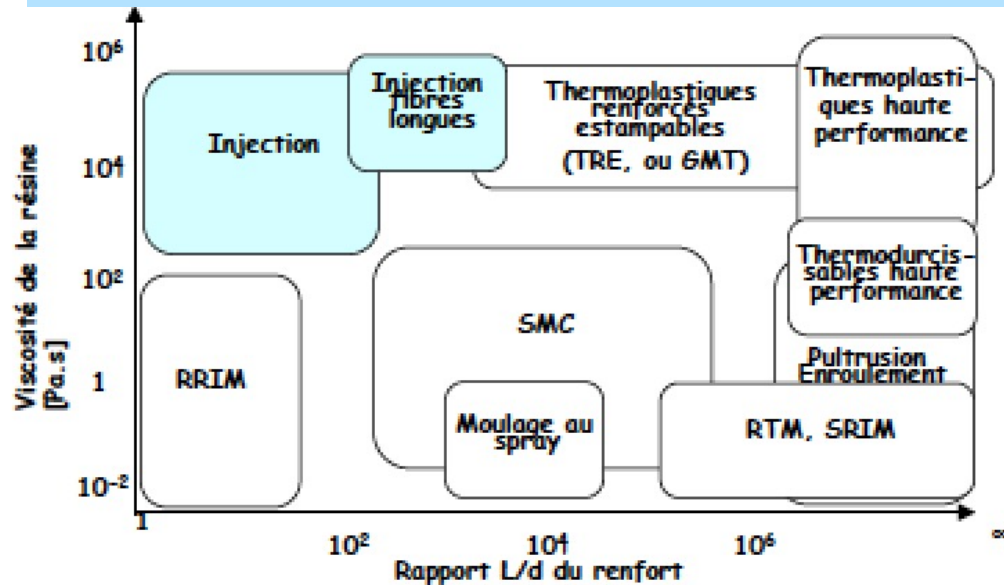 10⁶
10⁴
10²
1
10⁻²
Viscosité de la résine
[Pa.s]
Injection
Injection
fibres
longues
Thermoplastiques
renforcés
estampables
(TRE, ou GMT)
Thermoplasti-
ques haute
performance
Thermodurcis-
sables haute
performance
SMC
RRIM
Pultrusion
Enroulement
Moulage au
spray
RTM, SRIM
1
10²
10⁴
10⁶
∞
Rapport L/d du renfort